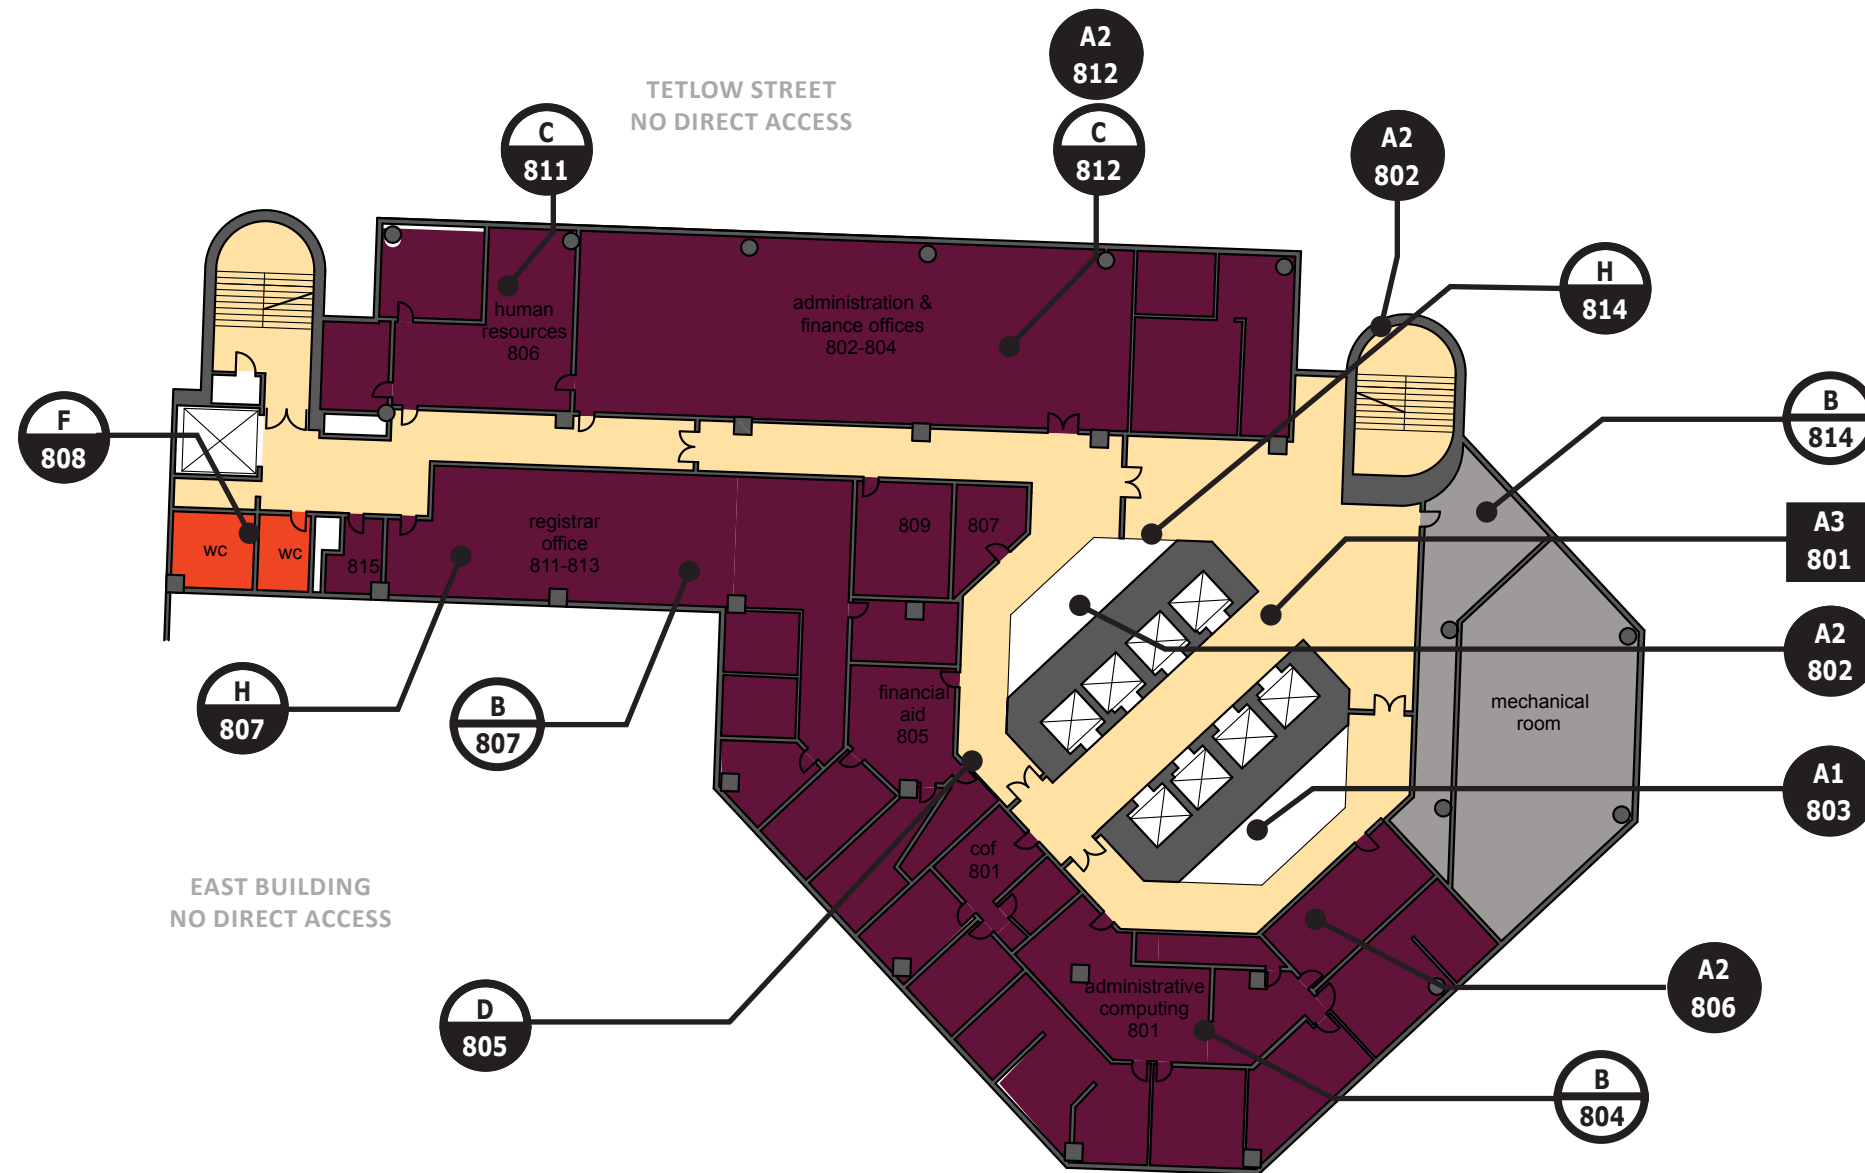 A2
812
TETLOW STREET
NO DIRECT ACCESS
C
811
C
812
A2
802
H
814
human
resources
806
administration &
finance offices
802-804
B
814
F
808
registrar
office
811-813
809
807
wc
wc
815
A3
801
A2
802
H
807
B
807
financial
aid
805
mechanical
room
A1
803
cof
801
EAST BUILDING
NO DIRECT ACCESS
D
805
administrative
computing
801
A2
806
B
804